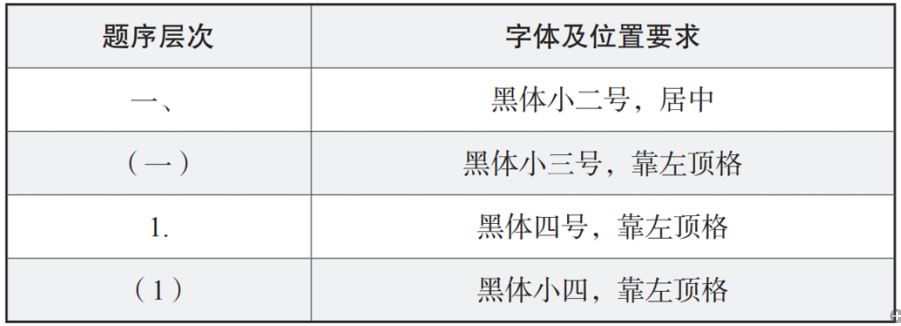 题序层次 字体及位置要求
一、 黑体小二号，居中
（一） 黑体小三号，靠左顶格
1. 黑体四号，靠左顶格
（1） 黑体小四，靠左顶格